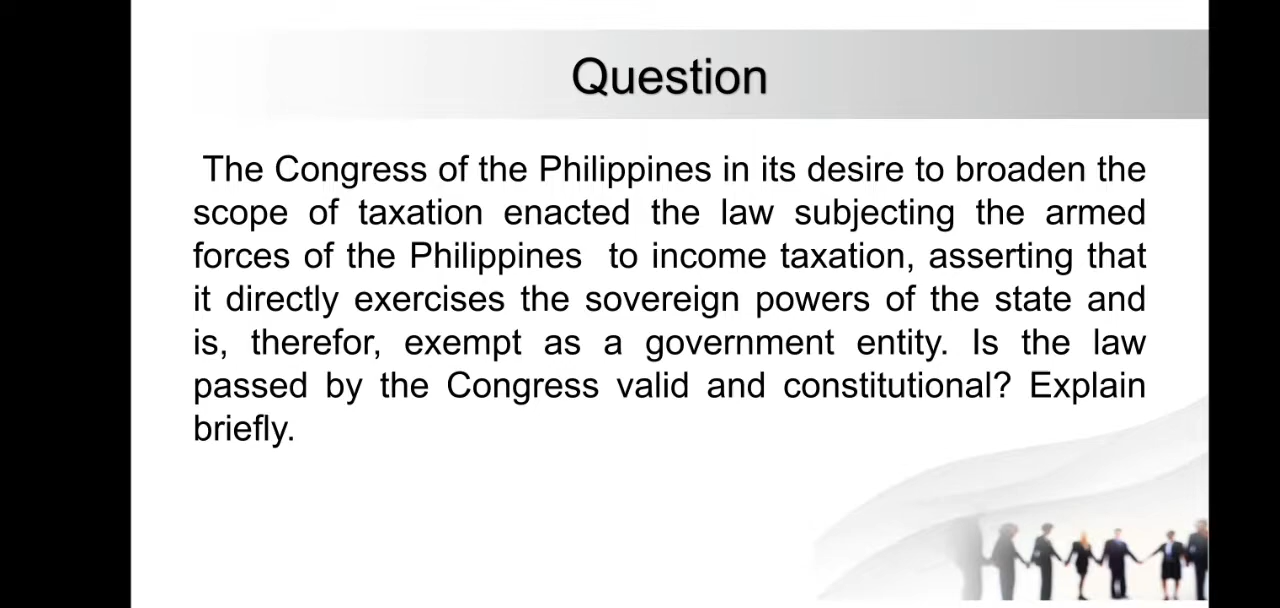 Question
The Congress of the Philippines in its desire to broaden the
scope of taxation enacted the law subjecting the armed
forces of the Philippines to income taxation, asserting that
it directly exercises the sovereign powers of the state and
is, therefor, exempt as a government entity. Is the law
passed by the Congress valid and constitutional? Explain
briefly.